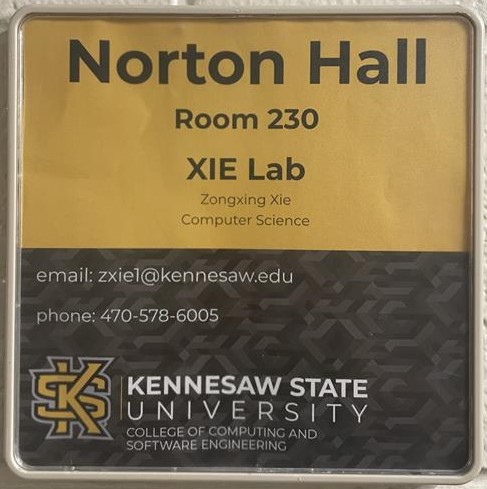 Norton Hall
Room 230
XIE Lab
Zongxing Xie
Computer Science
email: zxie1@kennesaw.edu
phone: 470-578-6005
KS
KENNESAW STATE
UNIVERSITY
COLLEGE OF COMPUTING AND
SOFTWARE ENGINEERING